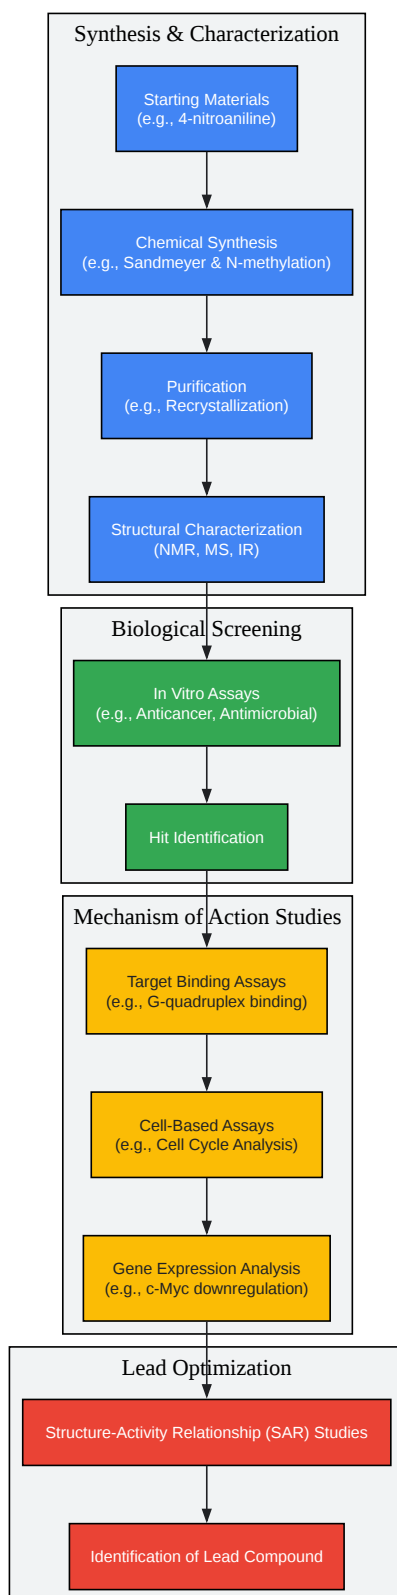 Synthesis & Characterization
Starting Materials
(e.g., 4-nitroaniline)
Chemical Synthesis
(e.g., Sandmeyer & N-methylation)
Purification
(e.g., Recrystallization)
Structural Characterization
(NMR, MS, IR)
Biological Screening
In Vitro Assays
(e.g., Anticancer, Antimicrobial)
Hit Identification
Mechanism of Action Studies
Target Binding Assays
(e.g., G-quadruplex binding)
Cell-Based Assays
(e.g., Cell Cycle Analysis)
Gene Expression Analysis
(e.g., c-Myc downregulation)
Lead Optimization
Structure-Activity Relationship (SAR) Studies
Identification of Lead Compound